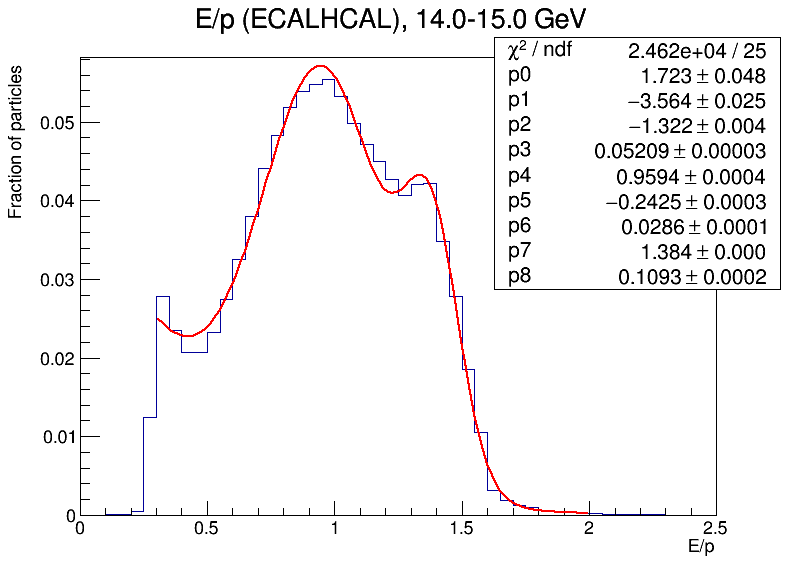 E/p (ECALHCAL), 14.0-15.0 GeV
χ² / ndf 2.462e+04 / 25
p0 1.723 ± 0.048
p1 −3.564 ± 0.025
p2 −1.322 ± 0.004
p3 0.05209 ± 0.00003
p4 0.9594 ± 0.0004
p5 −0.2425 ± 0.0003
p6 0.0286 ± 0.0001
p7 1.384 ± 0.000
p8 0.1093 ± 0.0002
Fraction of particles
0.05
0.04
0.03
0.02
0.01
0
0 0.5 1 1.5 2 2.5
E/p